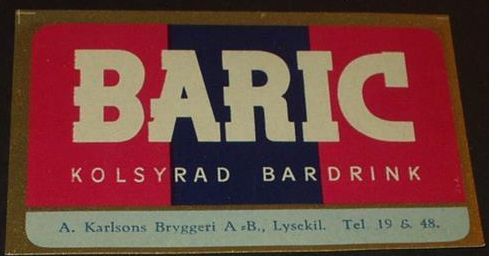 BARIC
KOLSYRAD BARDRINK
A. Karlsons Bryggeri A-B., Lysekil. Tel 19 & 48.